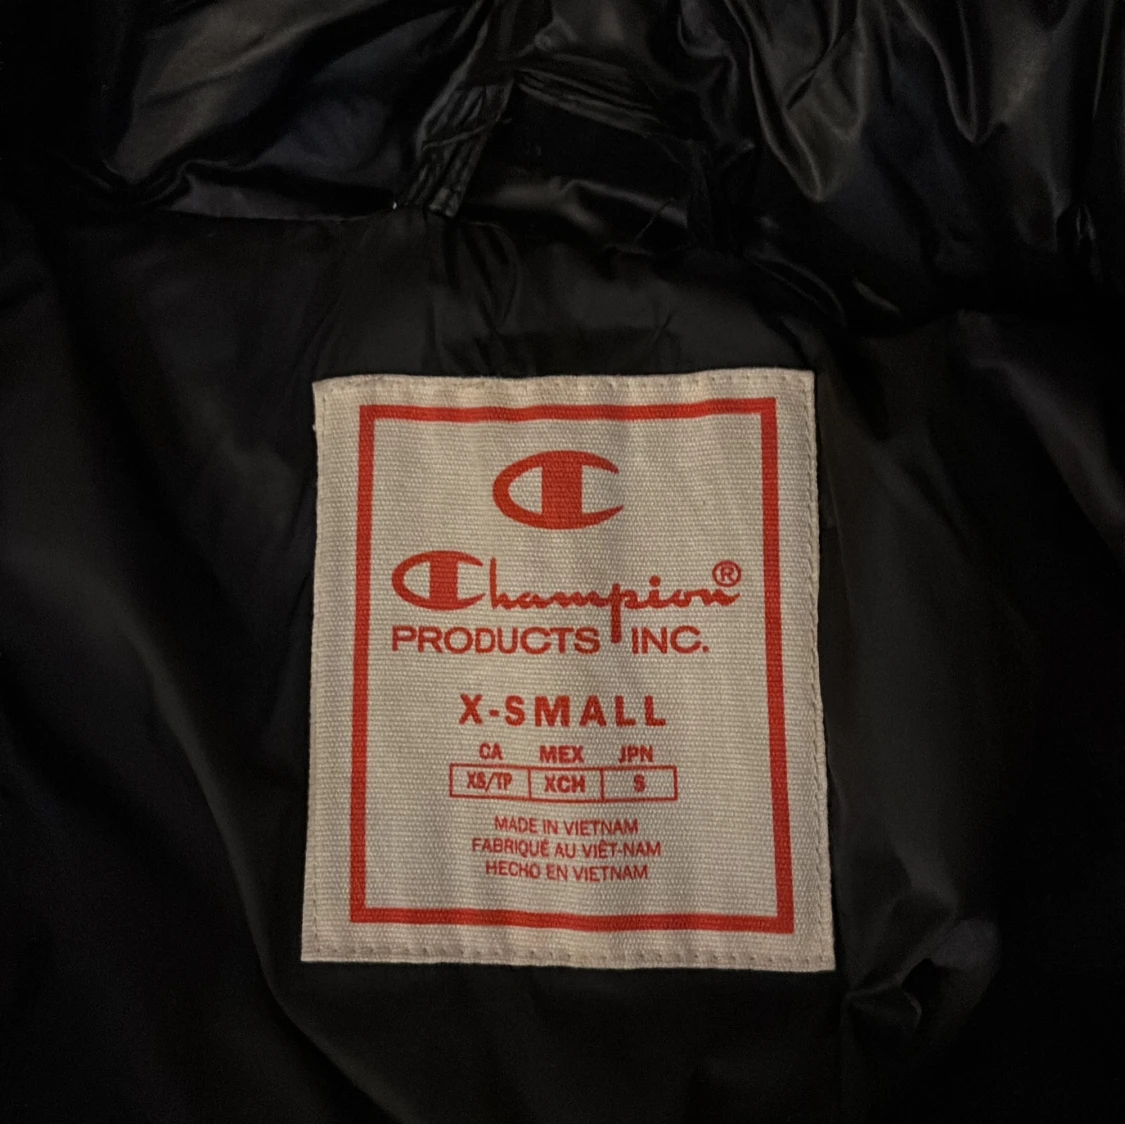 Champion®
PRODUCTS INC.
X-SMALL
CA MEX JPN
XS/TP XCH S
MADE IN VIETNAM
FABRIQUÉ AU VIÊT-NAM
HECHO EN VIETNAM